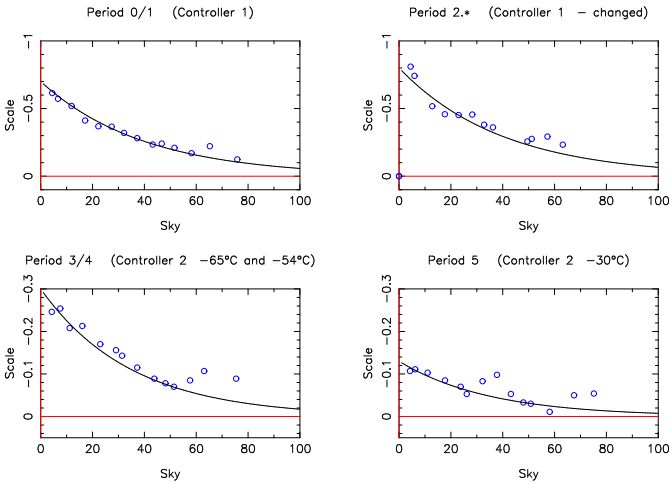 Period 0/1 (Controller 1)
Period 2.* (Controller 1 − changed)
−1
−0.5
0
Scale
0 20 40 60 80 100
Sky
−1
−0.5
0
Scale
0 20 40 60 80 100
Sky
Period 3/4 (Controller 2 −65°C and −54°C)
Period 5 (Controller 2 −30°C)
−0.3
−0.2
−0.1
0
Scale
0 20 40 60 80 100
Sky
−0.3
−0.2
−0.1
0
Scale
0 20 40 60 80 100
Sky